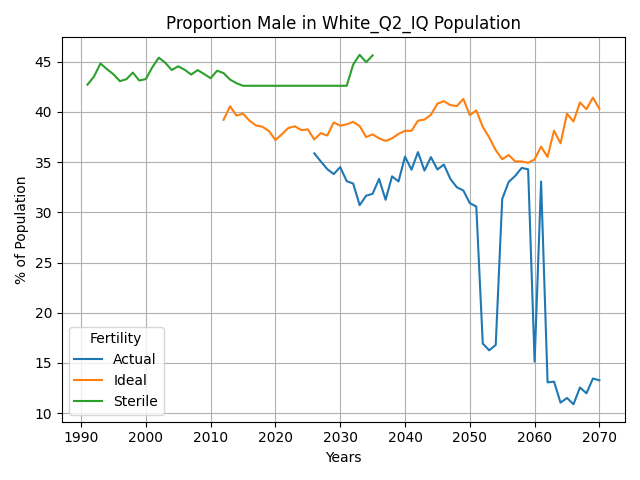 Proportion Male in White_Q2_IQ Population
% of Population
45
40
35
30
25
20
15
10
Fertility
Actual
Ideal
Sterile
1990 2000 2010 2020 2030 2040 2050 2060 2070
Years